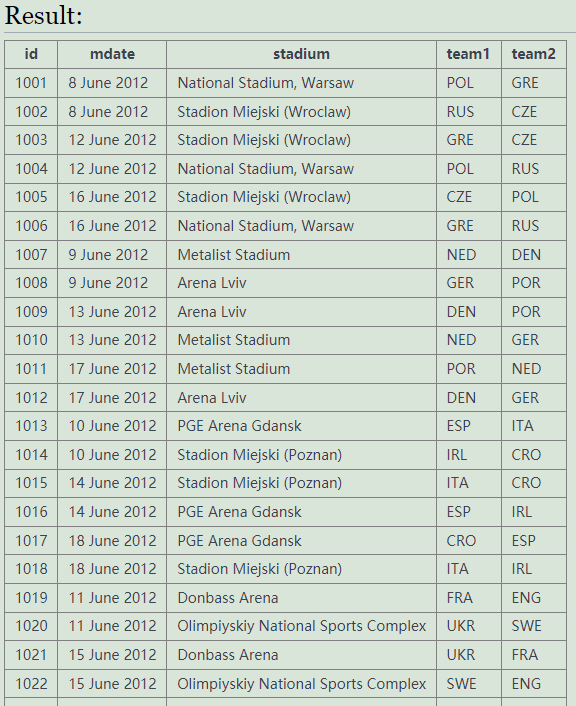 Result:
id mdate stadium team1 team2
1001 8 June 2012 National Stadium, Warsaw POL GRE
1002 8 June 2012 Stadion Miejski (Wroclaw) RUS CZE
1003 12 June 2012 Stadion Miejski (Wroclaw) GRE CZE
1004 12 June 2012 National Stadium, Warsaw POL RUS
1005 16 June 2012 Stadion Miejski (Wroclaw) CZE POL
1006 16 June 2012 National Stadium, Warsaw GRE RUS
1007 9 June 2012 Metalist Stadium NED DEN
1008 9 June 2012 Arena Lviv GER POR
1009 13 June 2012 Arena Lviv DEN POR
1010 13 June 2012 Metalist Stadium NED GER
1011 17 June 2012 Metalist Stadium POR NED
1012 17 June 2012 Arena Lviv DEN GER
1013 10 June 2012 PGE Arena Gdansk ESP ITA
1014 10 June 2012 Stadion Miejski (Poznan) IRL CRO
1015 14 June 2012 Stadion Miejski (Poznan) ITA CRO
1016 14 June 2012 PGE Arena Gdansk ESP IRL
1017 18 June 2012 PGE Arena Gdansk CRO ESP
1018 18 June 2012 Stadion Miejski (Poznan) ITA IRL
1019 11 June 2012 Donbass Arena FRA ENG
1020 11 June 2012 Olimpiyskiy National Sports Complex UKR SWE
1021 15 June 2012 Donbass Arena UKR FRA
1022 15 June 2012 Olimpiyskiy National Sports Complex SWE ENG